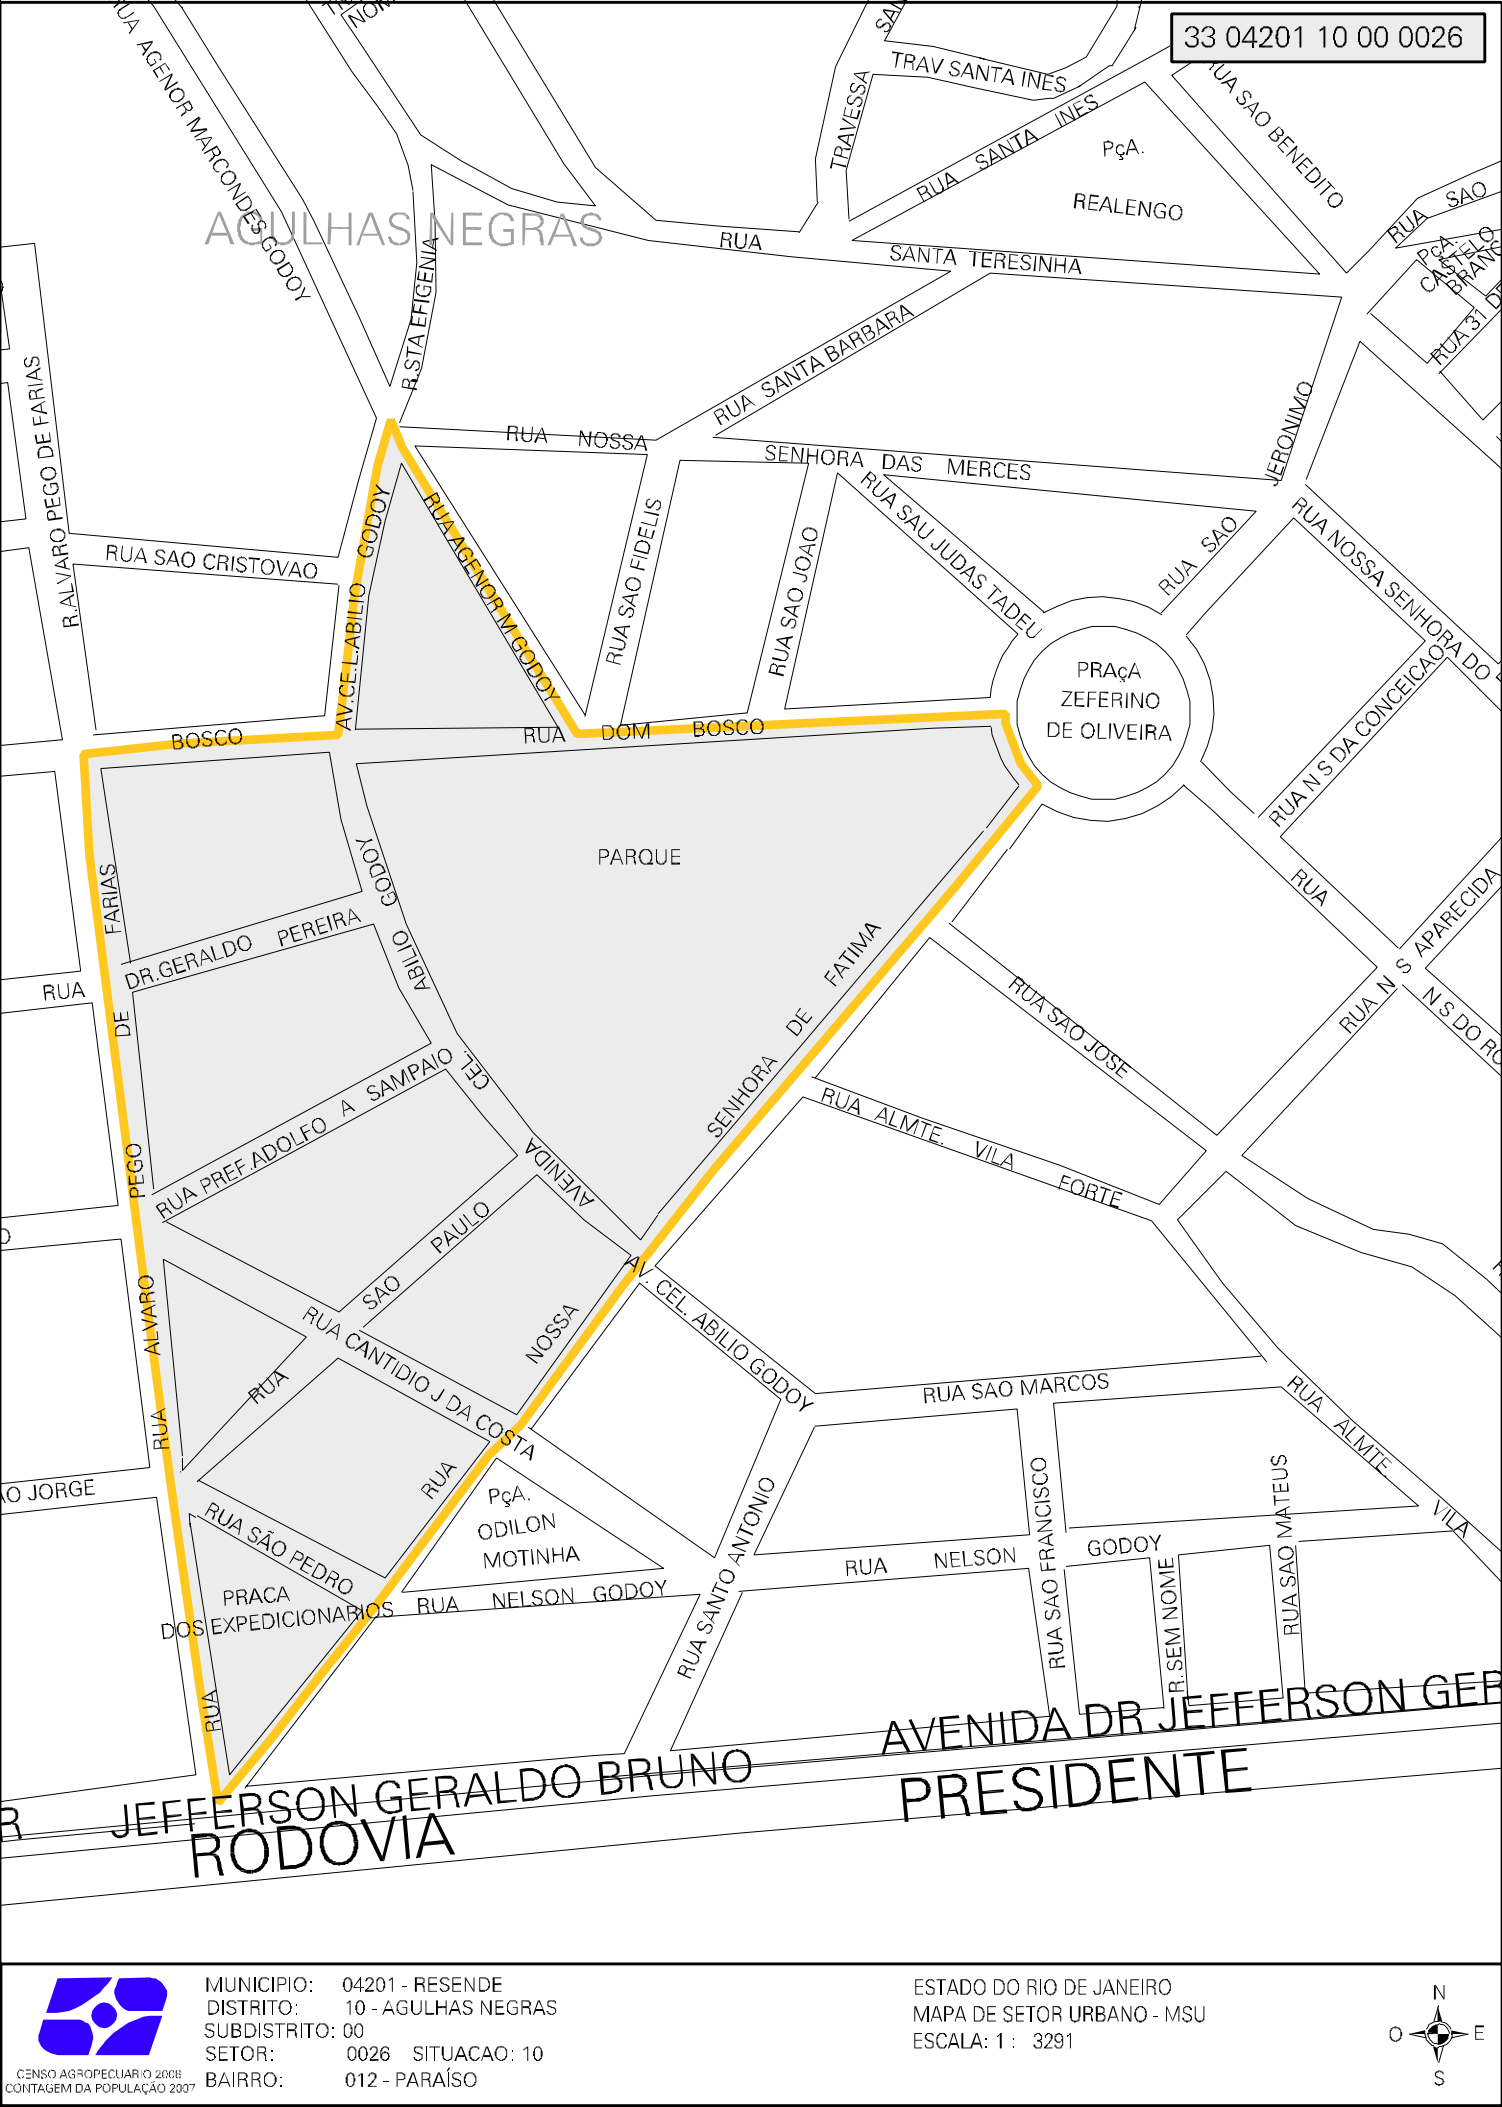 33 04201 10 00 0026
RUA AGENOR MARCONDES GODOY
TRAV SANTA INES
TRAVESSA
RUA SANTA INES
RUA SAO BENEDITO
PçA.
REALENGO
RUA SAO
PçA.
CASTELO
BRANC
RUA 31 D
AGULHAS NEGRAS
R.STA EFIGENIA
RUA SANTA TERESINHA
RUA SANTA BARBARA
R.ALVARO PEGO DE FARIAS
RUA NOSSA SENHORA DAS MERCES
RUA SAO JERONIMO
RUA SAO CRISTOVAO
AV.CE.L.ABILIO GODOY
RUA AGENOR M GODOY
RUA SAO FIDELIS
RUA SAO JOAO
RUA SAU JUDAS TADEU
RUA NOSSA SENHORA DO
RUA N S DA CONCEICAO
PRAçA
ZEFERINO
DE OLIVEIRA
BOSCO
RUA DOM BOSCO
PARQUE
RUA
DR.GERALDO PEREIRA
AVENIDA CEL. ABILIO GODOY
RUA N S APARECIDA
RUA N S DO RO
RUA SAO JOSE
RUA ALMTE. VILA FORTE
RUA PREF.ADOLFO A SAMPAIO
RUA SAO PAULO
RUA CANTIDIO J DA COSTA
RUA NOSSA SENHORA DE FATIMA
RUA ALVARO PEGO DE FARIAS
AV. CEL. ABILIO GODOY
RUA SAO MARCOS
RUA ALMTE. VILA
AO JORGE
RUA SÃO PEDRO
PçA.
ODILON
MOTINHA
PRACA
DOS EXPEDICIONARIOS
RUA NELSON GODOY
RUA SANTO ANTONIO
RUA NELSON GODOY
RUA SAO FRANCISCO
R. SEM NOME
RUA SAO MATEUS
RUA
AVENIDA DR JEFFERSON GER
R JEFFERSON GERALDO BRUNO
RODOVIA PRESIDENTE
MUNICIPIO: 04201 - RESENDE
DISTRITO: 10 - AGULHAS NEGRAS
SUBDISTRITO: 00
SETOR: 0026 SITUACAO: 10
BAIRRO: 012 - PARAÍSO
CENSO AGROPECUARIO 2006
CONTAGEM DA POPULAÇÃO 2007
ESTADO DO RIO DE JANEIRO
MAPA DE SETOR URBANO - MSU
ESCALA: 1 : 3291
N
O E
S